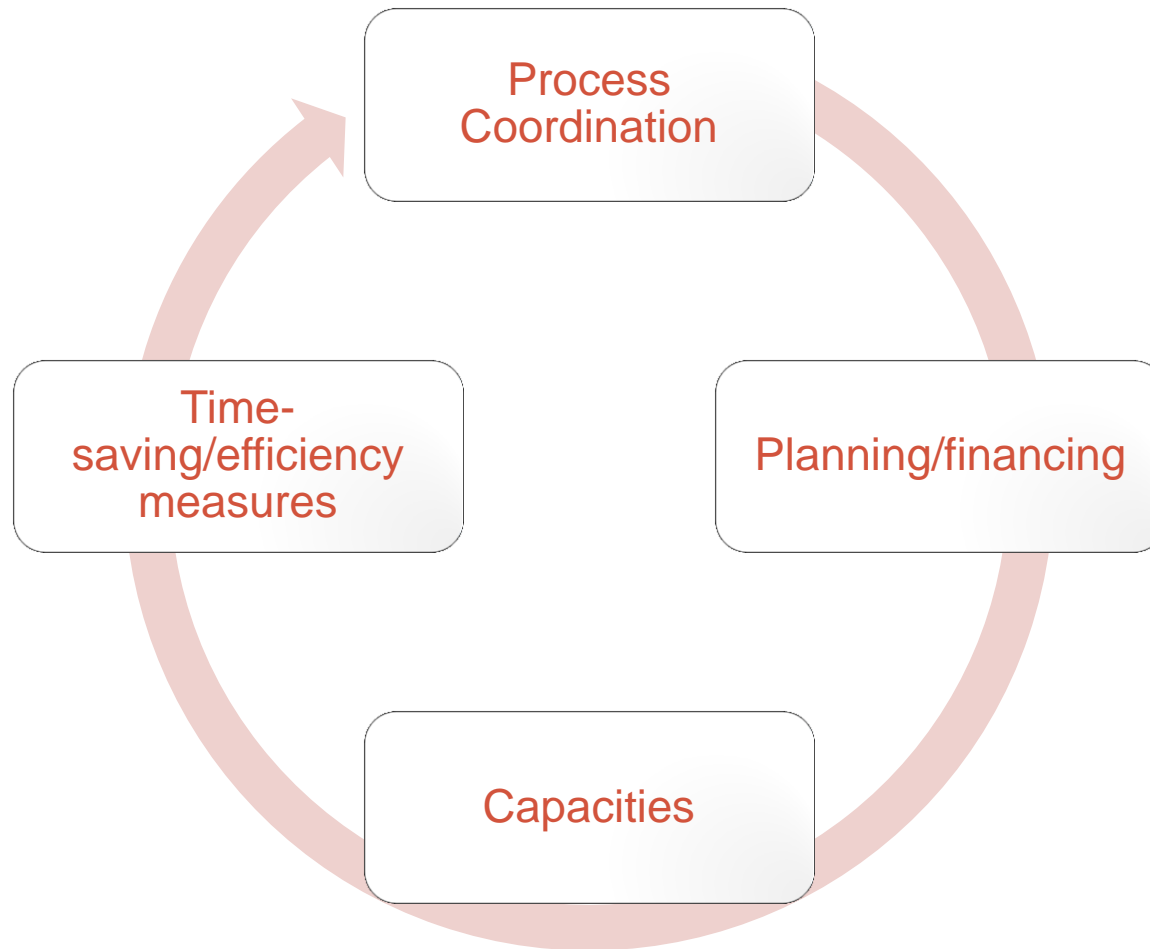 Process
Coordination
Planning/financing
Capacities
Time-
saving/efficiency
measures